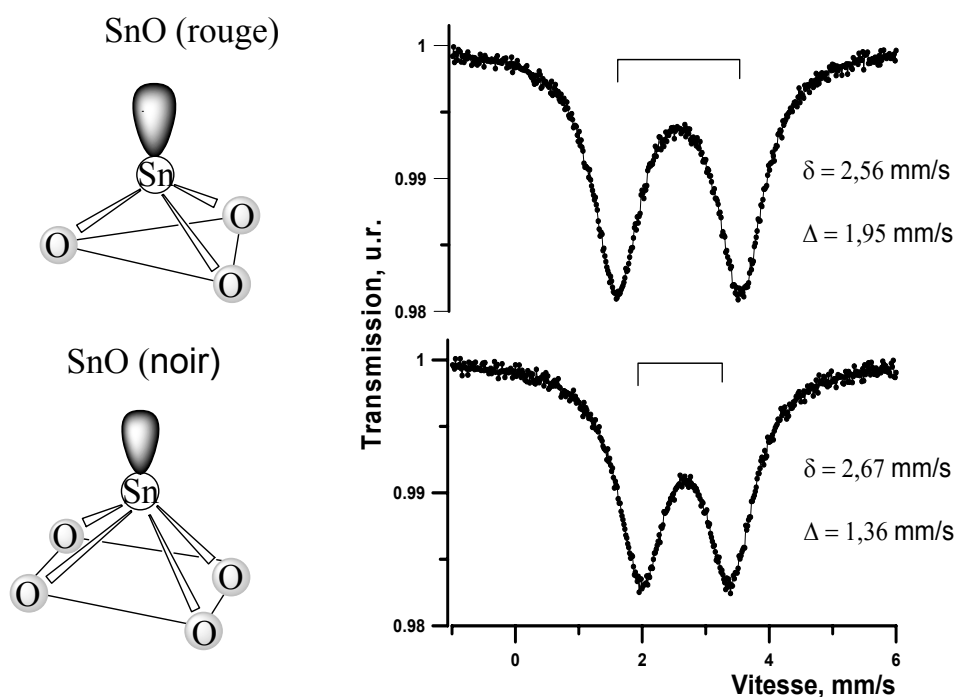 SnO (rouge)
Sn
O
O
O
SnO (noir)
Sn
O
O
O
O
Transmission, u.r.
1
0.99
0.98
δ = 2,56 mm/s
Δ = 1,95 mm/s
1
0.99
0.98
δ = 2,67 mm/s
Δ = 1,36 mm/s
0
2
4
6
Vitesse, mm/s